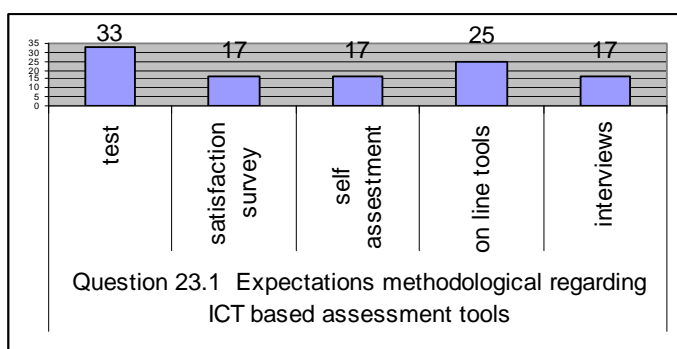 33
17
17
25
17
35
30
25
20
15
10
5
0
test
satisfaction
survey
self
assestment
on line tools
interviews
Question 23.1 Expectations methodological regarding
ICT based assessment tools